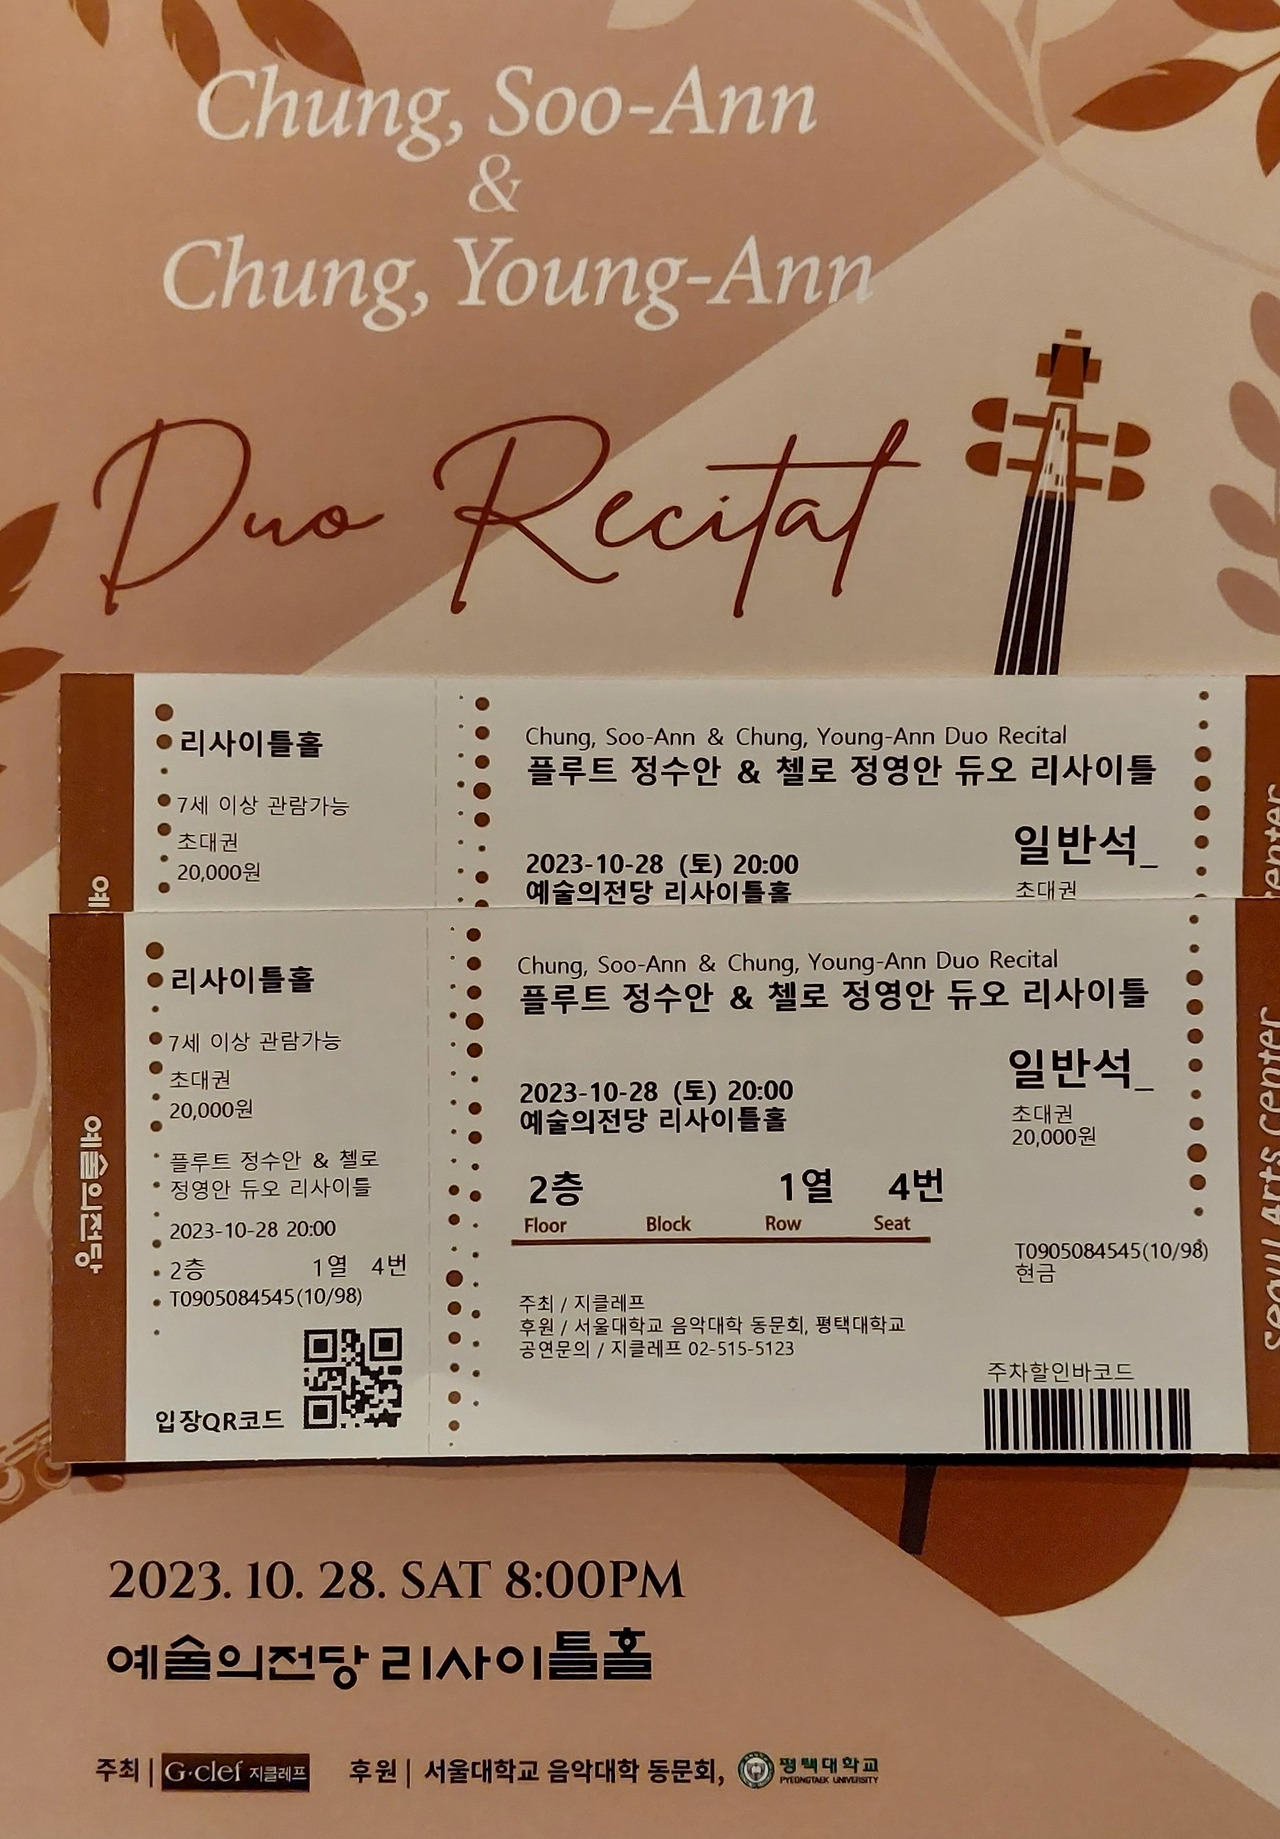 Chung, Soo-Ann
&
Chung, Young-Ann
Duo Recital
리사이틀홀
7세 이상 관람가능
초대권
20,000원
Chung, Soo-Ann & Chung, Young-Ann Duo Recital
플루트 정수안 & 첼로 정영안 듀오 리사이틀
일반석_
2023-10-28 (토) 20:00
예술의전당 리사이틀홀
초대권
리사이틀홀
7세 이상 관람가능
초대권
20,000원
플루트 정수안 & 첼로
정영안 듀오 리사이틀
2023-10-28 20:00
2층 1열 4번
T0905084545(10/98)
입장QR코드
예술의전당
Chung, Soo-Ann & Chung, Young-Ann Duo Recital
플루트 정수안 & 첼로 정영안 듀오 리사이틀
일반석_
2023-10-28 (토) 20:00
예술의전당 리사이틀홀
초대권
20,000원
2층 1열 4번
Floor Block Row Seat
T0905084545(10/98)
현금
주최 / 지클레프
후원 / 서울대학교 음악대학 동문회, 평택대학교
공연문의 / 지클레프 02-515-5123
주차할인바코드
Seoul Arts Center
2023. 10. 28. SAT 8:00PM
예술의전당 리사이틀홀
주최 | G·clef 지클레프 후원 | 서울대학교 음악대학 동문회, 평택대학교
PYEONGTAEK UNIVERSITY